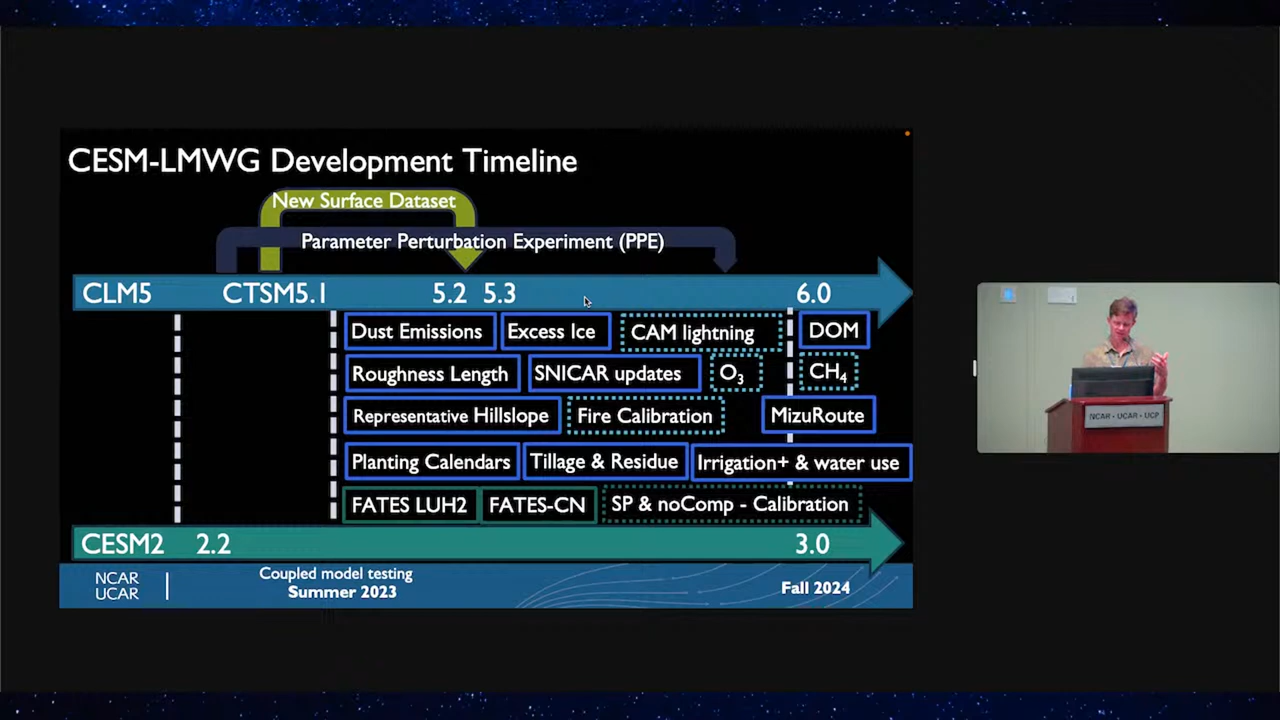 CESM-LMWG Development Timeline
New Surface Dataset
Parameter Perturbation Experiment (PPE)
CLM5 CTSM5.1 5.2 5.3 6.0
Dust Emissions Excess Ice CAM lightning DOM
Roughness Length SNICAR updates O3 CH4
Representative Hillslope Fire Calibration MizuRoute
Planting Calendars Tillage & Residue Irrigation+ & water use
FATES LUH2 FATES-CN SP & noComp - Calibration
CESM2 2.2 3.0
NCAR
UCAR
Coupled model testing
Summer 2023
Fall 2024
NCAR • UCAR • UCP